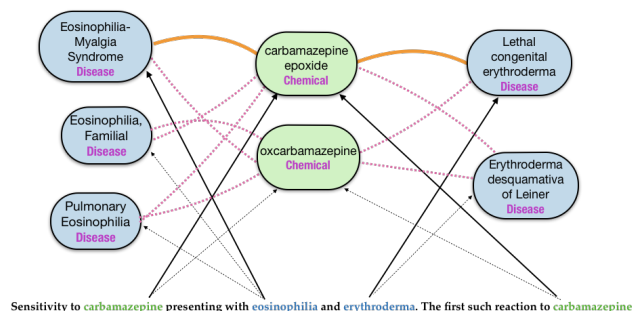 Eosinophilia-
Myalgia
Syndrome
Disease
carbamazepine
epoxide
Chemical
Lethal
congenital
erythroderma
Disease
Eosinophilia,
Familial
Disease
oxcarbamazepine
Chemical
Erythroderma
desquamativa
of Leiner
Disease
Pulmonary
Eosinophilia
Disease
Sensitivity to carbamazepine presenting with eosinophilia and erythroderma. The first such reaction to carbamazepine